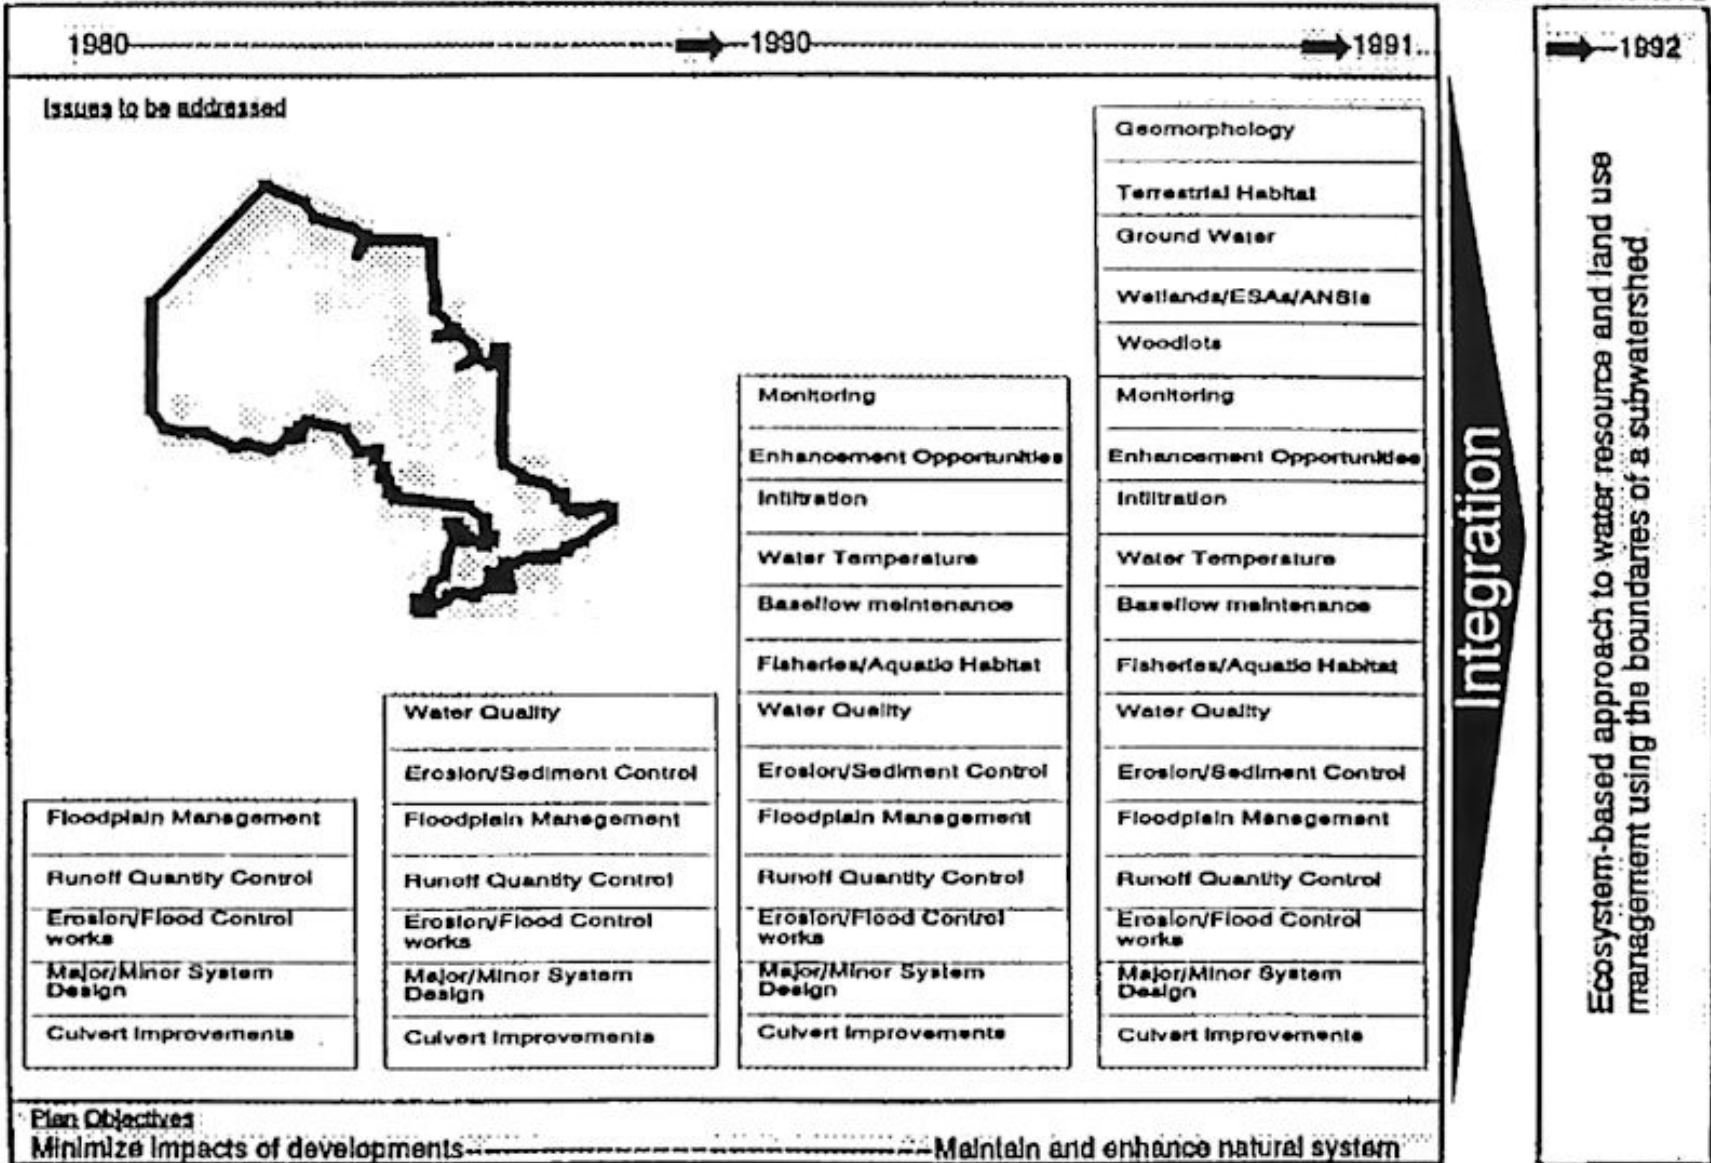 1980 1990 1991 1992
Issues to be addressed
Floodplain Management
Runoff Quantity Control
Erosion/Flood Control
works
Major/Minor System
Design
Culvert Improvements
Water Quality
Erosion/Sediment Control
Floodplain Management
Runoff Quantity Control
Erosion/Flood Control
works
Major/Minor System
Design
Culvert Improvements
Monitoring
Enhancement Opportunities
Infiltration
Water Temperature
Baseflow maintenance
Fisheries/Aquatic Habitat
Water Quality
Erosion/Sediment Control
Floodplain Management
Runoff Quantity Control
Erosion/Flood Control
works
Major/Minor System
Design
Culvert Improvements
Geomorphology
Terrestrial Habitat
Ground Water
Wetlands/ESAs/ANSIs
Woodlots
Monitoring
Enhancement Opportunities
Infiltration
Water Temperature
Baseflow maintenance
Fisheries/Aquatic Habitat
Water Quality
Erosion/Sediment Control
Floodplain Management
Runoff Quantity Control
Erosion/Flood Control
works
Major/Minor System
Design
Culvert Improvements
Integration
Ecosystem-based approach to water resource and land use
management using the boundaries of a subwatershed
Plan Objectives
Minimize impacts of developments Maintain and enhance natural system